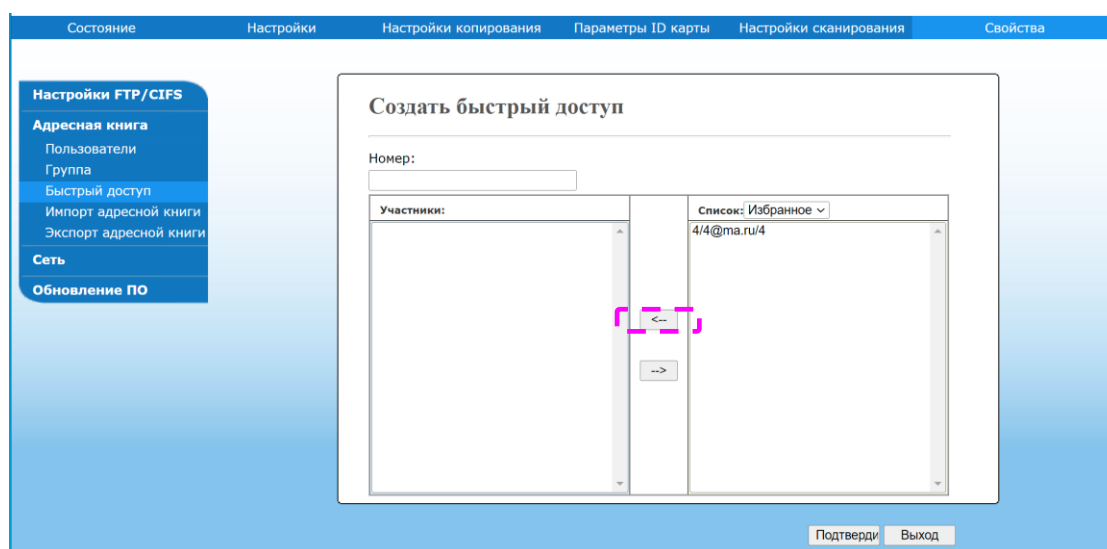 Состояние Настройки Настройки копирования Параметры ID карты Настройки сканирования Свойства
Настройки FTP/CIFS
Адресная книга
Пользователи
Группа
Быстрый доступ
Импорт адресной книги
Экспорт адресной книги
Сеть
Обновление ПО
Создать быстрый доступ
Номер:
Участники:
Список: Избранное
4/4@ma.ru/4
<--
-->
Подтверди Выход